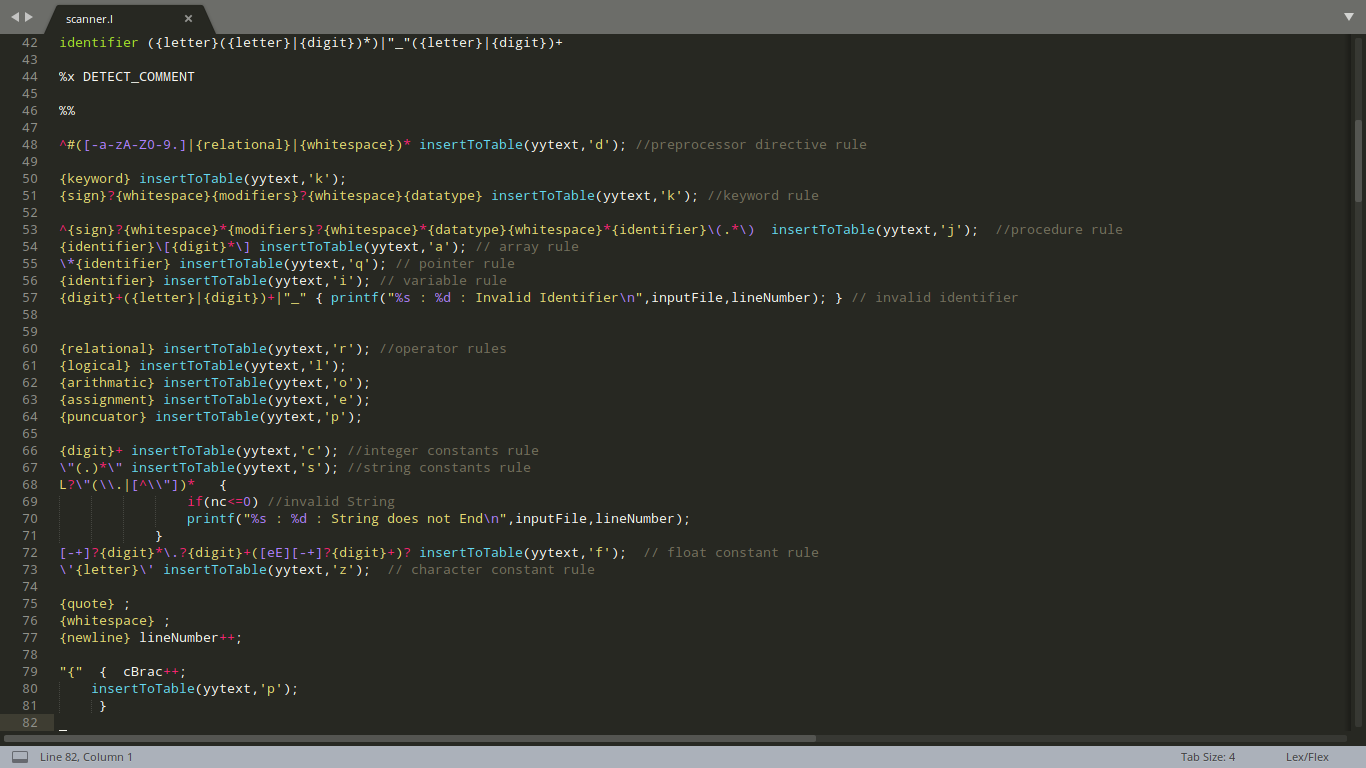 scanner.l
42 identifier ({letter}({letter}|{digit})*)|"_"({letter}|{digit})+
43
44 %x DETECT_COMMENT
45
46 %%
47
48 ^#([-a-zA-Z0-9.]|{relational}|{whitespace})* insertToTable(yytext,'d'); //preprocessor directive rule
49
50 {keyword} insertToTable(yytext,'k');
51 {sign}?{whitespace}{modifiers}?{whitespace}{datatype} insertToTable(yytext,'k'); //keyword rule
52
53 ^{sign}?{whitespace}*{modifiers}?{whitespace}*{datatype}{whitespace}*{identifier}\(.*\)  insertToTable(yytext,'j');  //procedure rule
54 {identifier}\[{digit}*\] insertToTable(yytext,'a'); // array rule
55 \*{identifier} insertToTable(yytext,'q'); // pointer rule
56 {identifier} insertToTable(yytext,'i'); // variable rule
57 {digit}+({letter}|{digit})+|"_" { printf("%s : %d : Invalid Identifier\n",inputFile,lineNumber); } // invalid identifier
58
59
60 {relational} insertToTable(yytext,'r'); //operator rules
61 {logical} insertToTable(yytext,'l');
62 {arithmatic} insertToTable(yytext,'o');
63 {assignment} insertToTable(yytext,'e');
64 {puncuator} insertToTable(yytext,'p');
65
66 {digit}+ insertToTable(yytext,'c'); //integer constants rule
67 \"(.)*\" insertToTable(yytext,'s'); //string constants rule
68 L?\"(\\.|[^\\"])*   {
69                 if(nc<=0) //invalid String
70                 printf("%s : %d : String does not End\n",inputFile,lineNumber);
71             }
72 [-+]?{digit}*\.?{digit}+([eE][-+]?{digit}+)? insertToTable(yytext,'f');  // float constant rule
73 \'{letter}\' insertToTable(yytext,'z');  // character constant rule
74
75 {quote} ;
76 {whitespace} ;
77 {newline} lineNumber++;
78
79 "{"  {  cBrac++;
80     insertToTable(yytext,'p');
81      }
82
Line 82, Column 1 Tab Size: 4 Lex/Flex